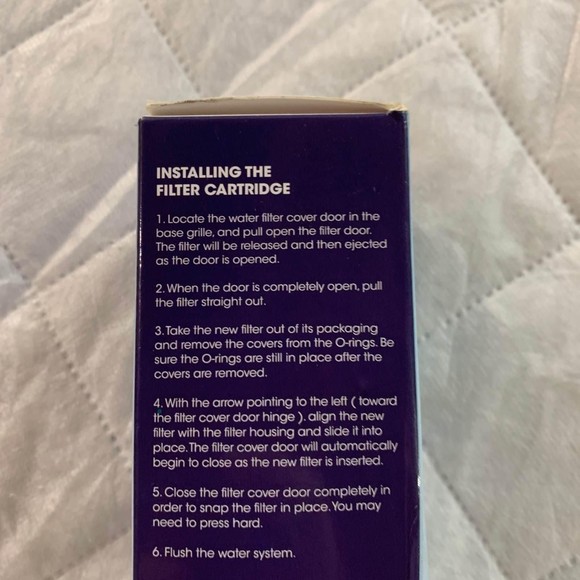 INSTALLING THE
FILTER CARTRIDGE
1. Locate the water filter cover door in the
base grille, and pull open the filter door.
The filter will be released and then ejected
as the door is opened.
2. When the door is completely open, pull
the filter straight out.
3. Take the new filter out of its packaging
and remove the covers from the O-rings. Be
sure the O-rings are still in place after the
covers are removed.
4. With the arrow pointing to the left ( toward
the filter cover door hinge ). align the new
filter with the filter housing and slide it into
place. The filter cover door will automatically
begin to close as the new filter is inserted.
5. Close the filter cover door completely in
order to snap the filter in place. You may
need to press hard.
6. Flush the water system.